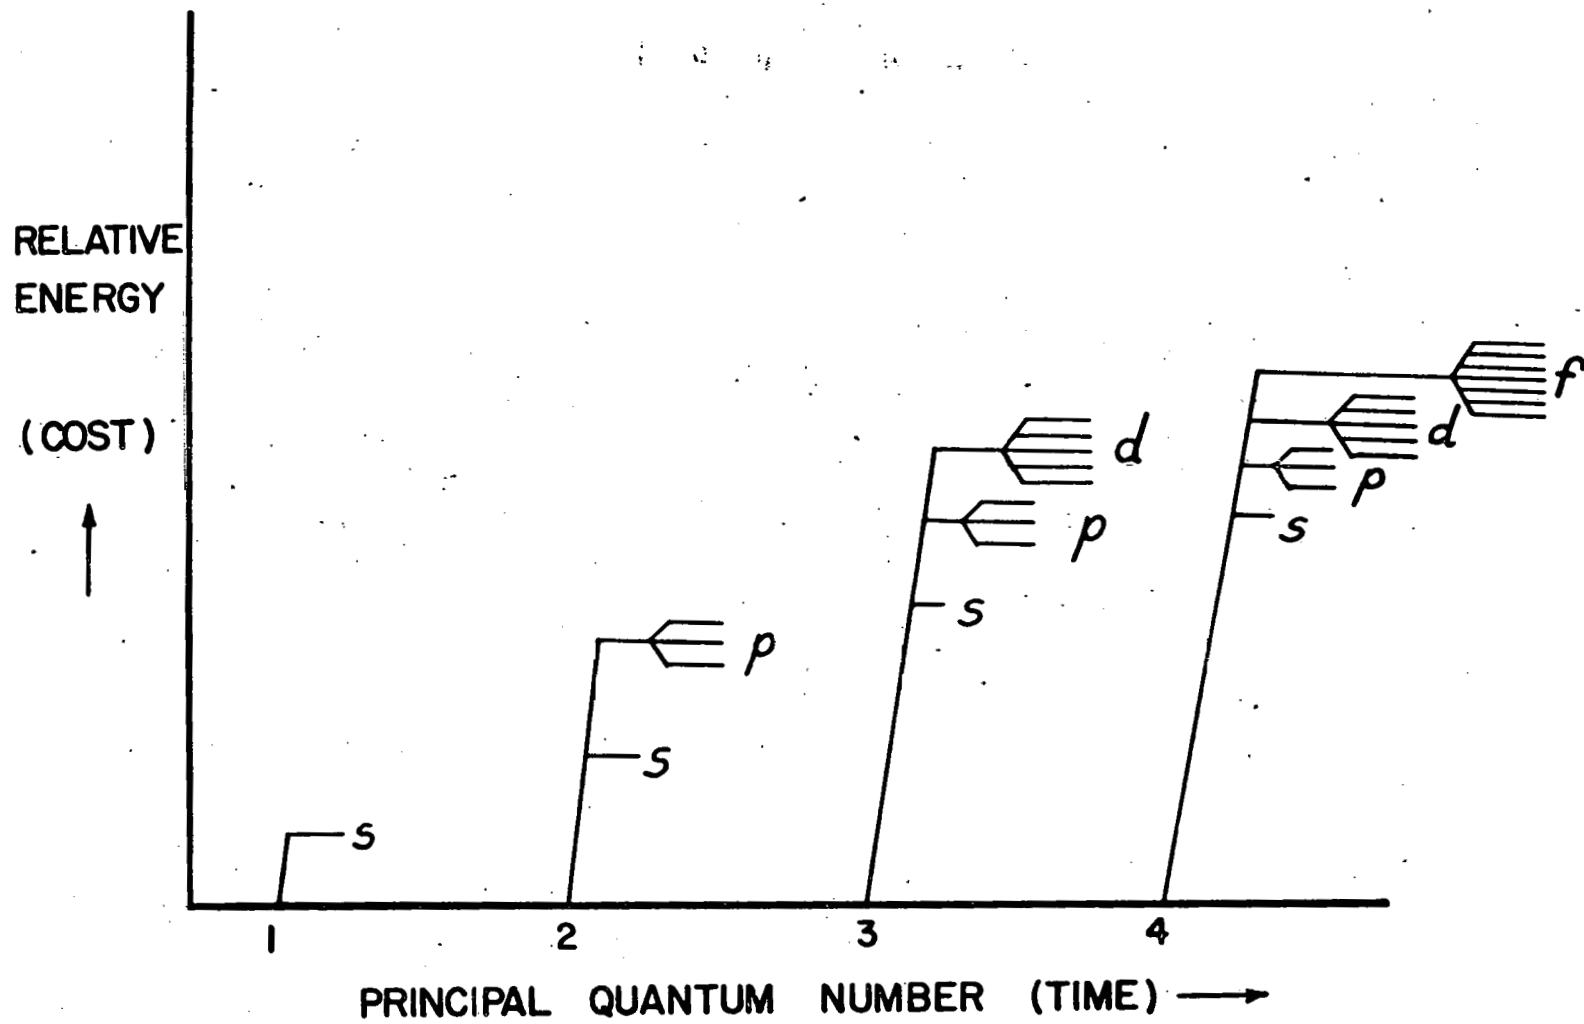 RELATIVE
ENERGY
(COST)
f
d
d
p
p
s
s
p
s
s
1 2 3 4
PRINCIPAL QUANTUM NUMBER (TIME)